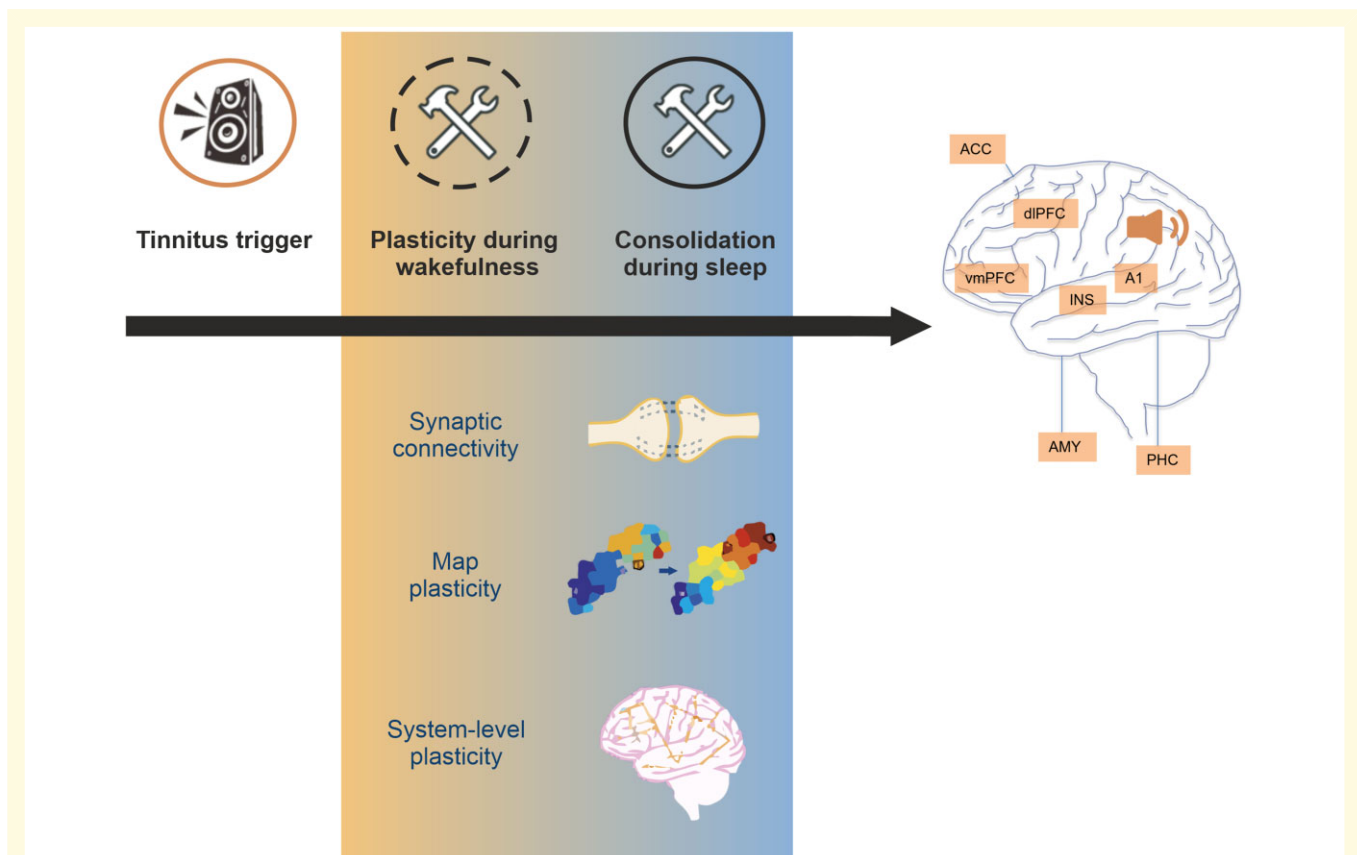 Tinnitus trigger
Plasticity during
wakefulness
Consolidation
during sleep
ACC
dlPFC
vmPFC
INS
A1
AMY
PHC
Synaptic
connectivity
Map
plasticity
System-level
plasticity